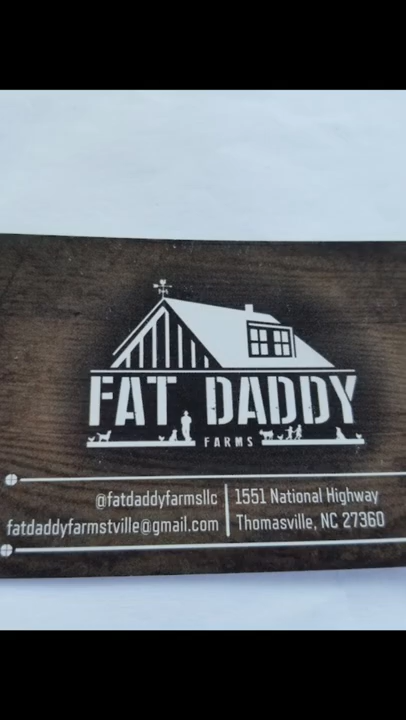 FAT DADDY
FARMS
@fatdaddyfarmsllc
fatdaddyfarmstville@gmail.com
1551 National Highway
Thomasville, NC 27360